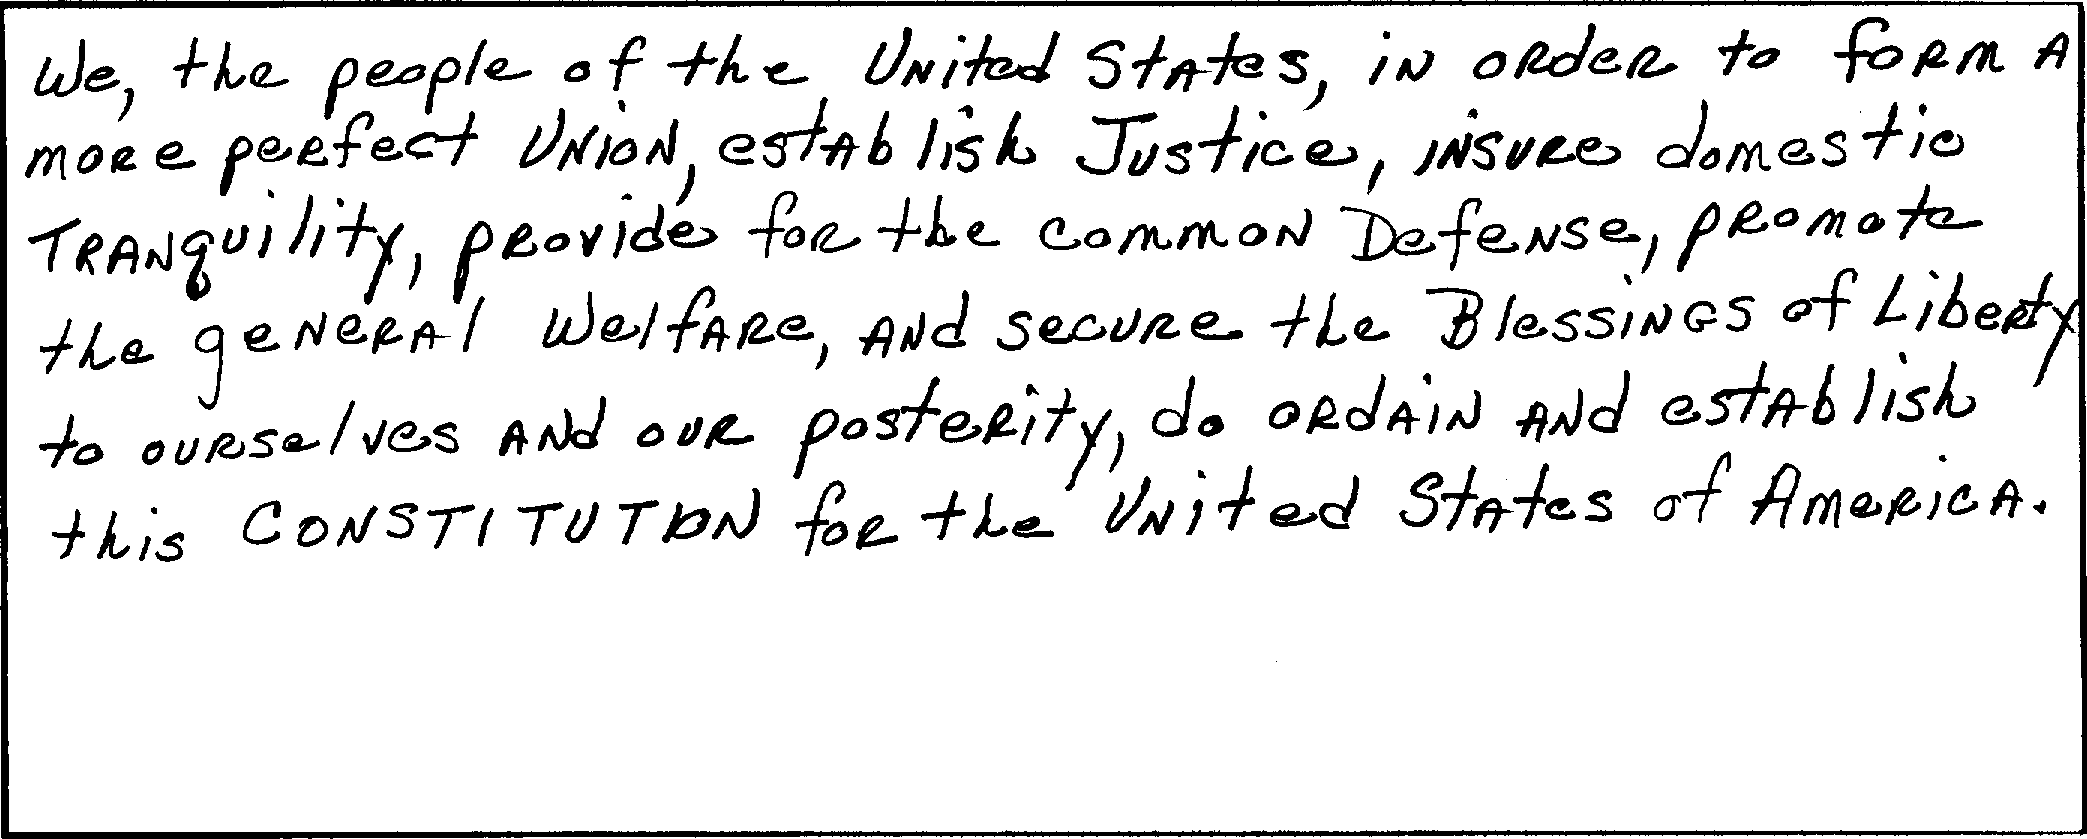 We, the people of the United States, in order to form a
more perfect Union, establish Justice, insure domestic
Tranquility, provide for the common Defense, promote
the general Welfare, and secure the Blessings of Liberty
to ourselves and our posterity, do ordain and establish
this CONSTITUTION for the United States of America.